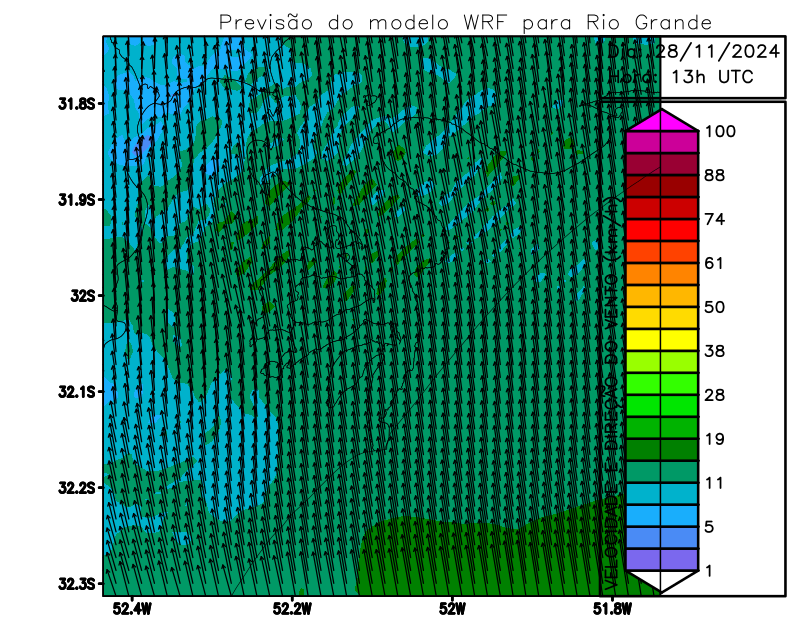 Previsão do modelo WRF para Rio Grande
Dia: 28/11/2024
Hora: 13h UTC
31.8S
31.9S
32S
32.1S
32.2S
32.3S
52.4W
52.2W
52W
51.8W
VELOCIDADE E DIREÇÃO DO VENTO (km/h)
100
88
74
61
50
38
28
19
11
5
1